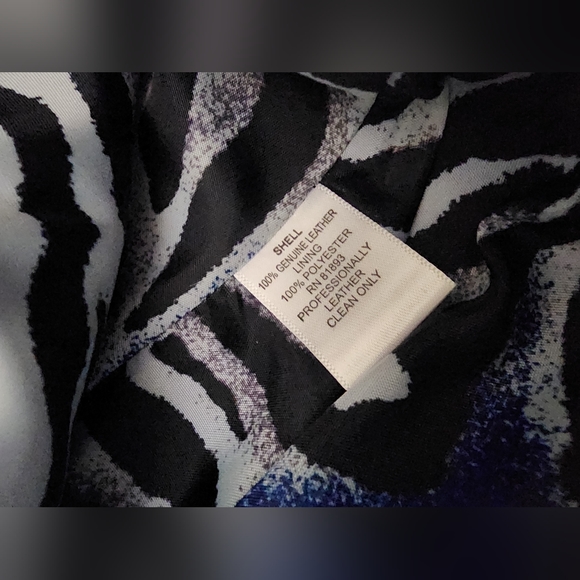 SHELL
100% GENUINE LEATHER
LINING
100% POLYESTER
RN 81893
PROFESSIONALLY
LEATHER
CLEAN ONLY